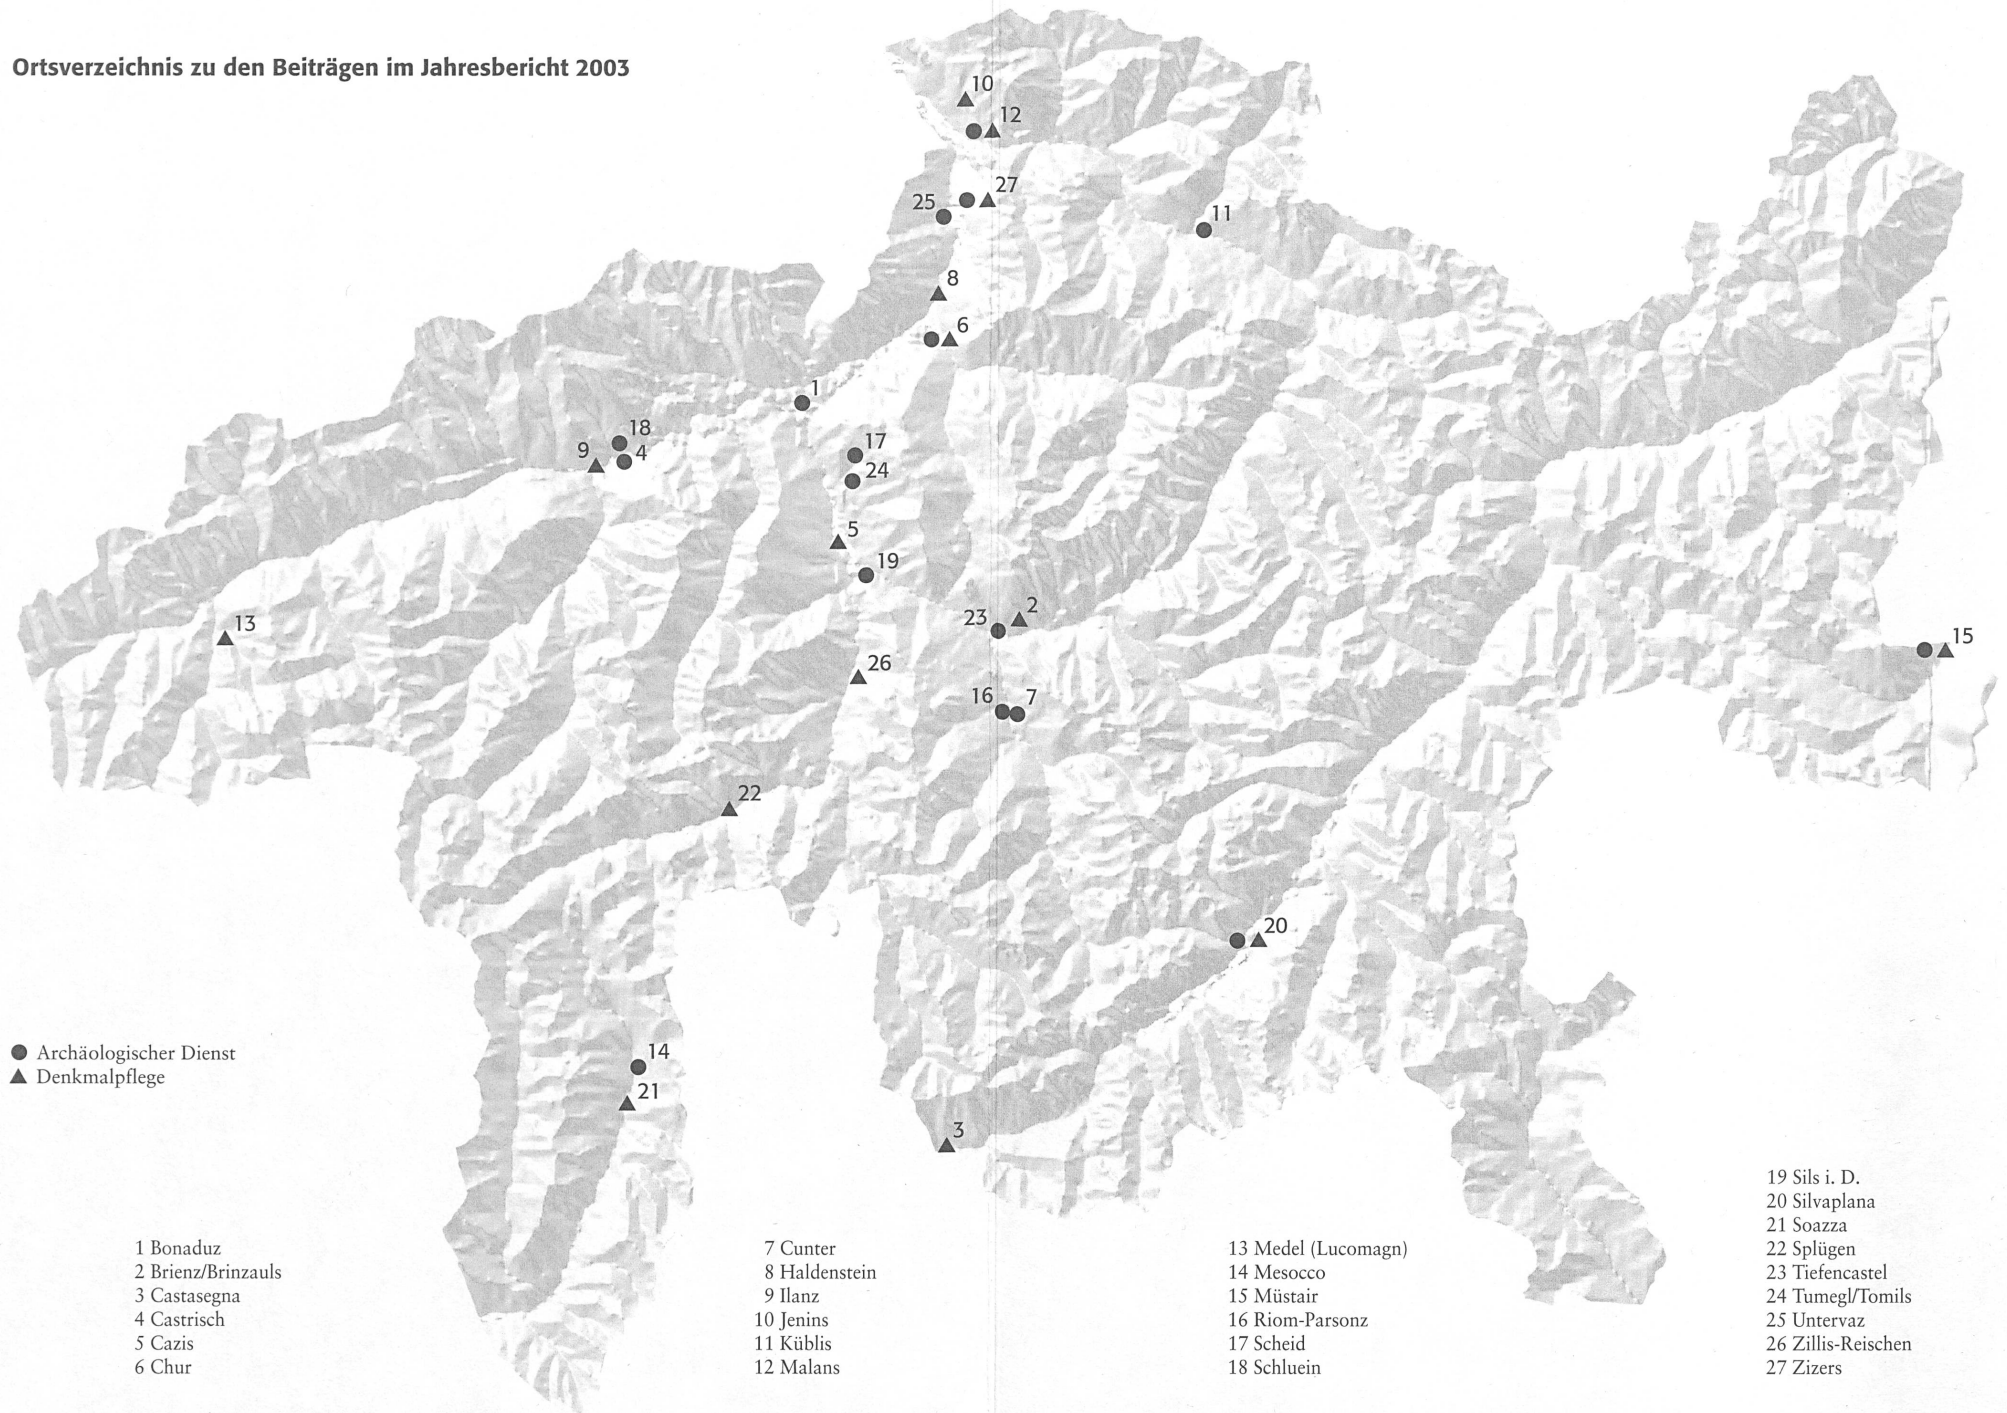 Ortsverzeichnis zu den Beiträgen im Jahresbericht 2003
10
12
27
25
11
8
6
1
18
9
4
17
24
5
19
23
2
13
15
26
16
7
22
20
14
21
3
● Archäologischer Dienst
▲ Denkmalpflege
1 Bonaduz
2 Brienz/Brinzauls
3 Castasegna
4 Castrisch
5 Cazis
6 Chur
7 Cunter
8 Haldenstein
9 Ilanz
10 Jenins
11 Küblis
12 Malans
13 Medel (Lucomagn)
14 Mesocco
15 Müstair
16 Riom-Parsonz
17 Scheid
18 Schluein
19 Sils i. D.
20 Silvaplana
21 Soazza
22 Splügen
23 Tiefencastel
24 Tumegl/Tomils
25 Untervaz
26 Zillis-Reischen
27 Zizers